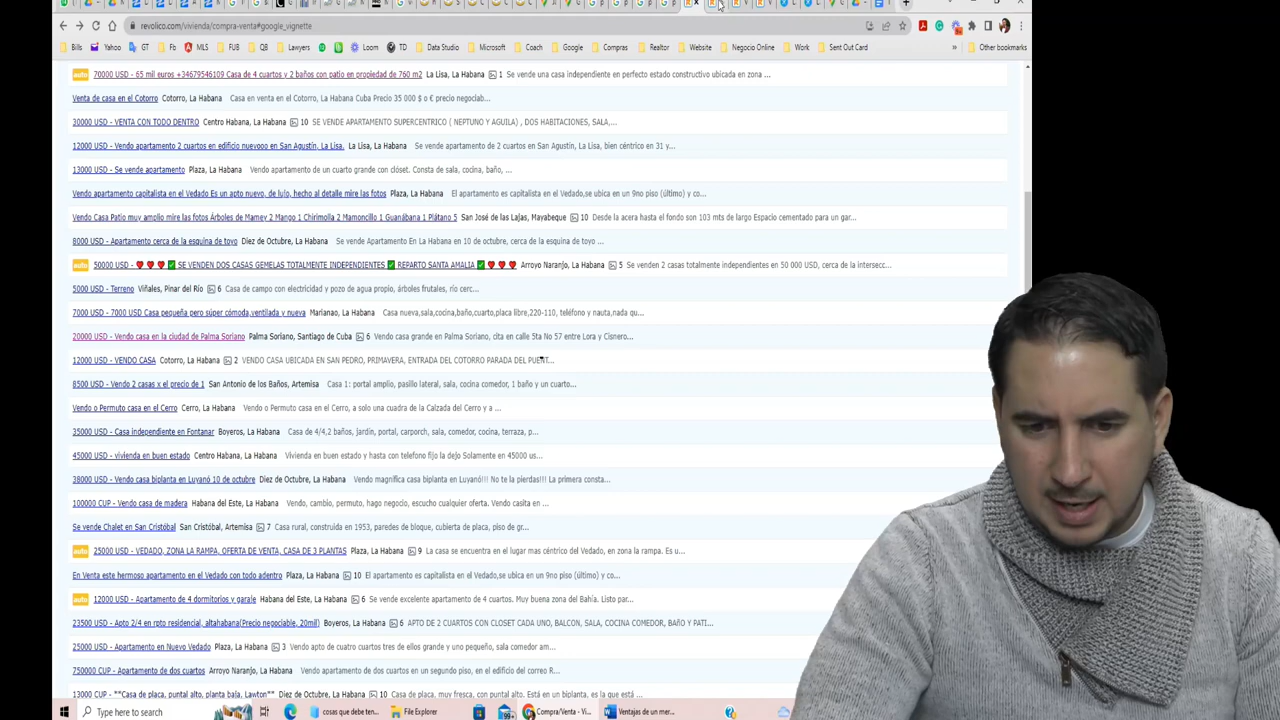 revolico.com/vivienda/compra-venta#google_vignette
Bills Yahoo Fa MLS FUB QB Lawyers Loom TD Data Studio Microsoft Coach Google Compras Realtor Website Negocio Online Work Sent Out Card » Other bookmarks
auto 70000 USD - 65 mil euros +34679546109 Casa de 4 cuartos y 2 baños con patio en propiedad de 760 m2 La Lisa, La Habana 1 Se vende una casa independiente en perfecto estado constructivo ubicada en zona ...
Venta de casa en el Cotorro Cotorro, La Habana Casa en venta en el Cotorro, La Habana Cuba Precio 35 000 $ o € precio negociab...
30000 USD - VENTA CON TODO DENTRO Centro Habana, La Habana 10 SE VENDE APARTAMENTO SUPERCENTRICO ( NEPTUNO Y AGUILA) , DOS HABITACIONES, SALA,...
12000 USD - Vendo apartamento 2 cuartos en edificio nuevooo en San Agustín, La Lisa. La Lisa, La Habana Se vende apartamento de 2 cuartos en San Agustín, La Lisa, bien céntrico en 31 y...
13000 USD - Se vende apartamento Plaza, La Habana Vendo apartamento de un cuarto grande con clóset. Consta de sala, cocina, baño, ...
Vendo apartamento capitalista en el Vedado Es un apto nuevo, de lujo, hecho al detalle mire las fotos Plaza, La Habana El apartamento es capitalista en el Vedado,se ubica en un 9no piso (último) y co...
Vendo Casa Patio muy amplio mire las fotos Árboles de Mamey 2 Mango 1 Chirimoilla 2 Mamoncillo 1 Guanábana 1 Plátano 5 San José de las Lajas, Mayabeque 10 Desde la acera hasta el fondo son 103 mts de largo Espacio cementado para un gar...
8000 USD - Apartamento cerca de la esquina de toyo Diez de Octubre, La Habana Se vende Apartamento En La Habana en 10 de octubre, cerca de la esquina de toyo ...
auto 50000 USD - ❤️❤️❤️✅ SE VENDEN DOS CASAS GEMELAS TOTALMENTE INDEPENDIENTES ✅ REPARTO SANTA AMALIA ✅❤️❤️❤️ Arroyo Naranjo, La Habana 5 Se venden 2 casas totalmente independientes en 50 000 USD, cerca de la intersecc...
5000 USD - Terreno Viñales, Pinar del Río 6 Casa de campo con electricidad y pozo de agua propio, árboles frutales, río cerc...
7000 USD - 7000 USD Casa pequeña pero súper cómoda,ventilada y nueva Marianao, La Habana Casa nueva,sala,cocina,baño,cuarto,placa libre,220-110, teléfono y nauta,nada qu...
20000 USD - Vendo casa en la ciudad de Palma Soriano Palma Soriano, Santiago de Cuba 6 Vendo casa grande en Palma Soriano, cita en calle 5ta No 57 entre Lora y Cisnero...
12000 USD - VENDO CASA Cotorro, La Habana 2 VENDO CASA UBICADA EN SAN PEDRO, PRIMAVERA, ENTRADA DEL COTORRO PARADA DEL PUENT...
8500 USD - Vendo 2 casas x el precio de 1 San Antonio de los Baños, Artemisa Casa 1: portal amplio, pasillo lateral, sala, cocina comedor, 1 baño y un cuarto...
Vendo o Permuto casa en el Cerro Cerro, La Habana Vendo o Permuto casa en el Cerro, a solo una cuadra de la Calzada del Cerro y a ...
35000 USD - Casa independiente en Fontanar Boyeros, La Habana Casa de 4/4,2 baños, jardín, portal, carporch, sala, comedor, cocina, terraza, p...
45000 USD - vivienda en buen estado Centro Habana, La Habana Vivienda en buen estado y hasta con telefono fijo la dejo Solamente en 45000 us...
38000 USD - Vendo casa biplanta en Luyanó 10 de octubre Diez de Octubre, La Habana Vendo magnífica casa biplanta en Luyanó!!! No te la pierdas!!! La primera consta...
100000 CUP - Vendo casa de madera Habana del Este, La Habana Vendo, cambio, permuto, hago negocio, escucho cualquier oferta. Vendo casita en ...
Se vende Chalet en San Cristóbal San Cristóbal, Artemisa 7 Casa rural, construida en 1953, paredes de bloque, cubierta de placa, piso de gr...
auto 25000 USD - VEDADO, ZONA LA RAMPA, OFERTA DE VENTA, CASA DE 3 PLANTAS Plaza, La Habana 9 La casa se encuentra en el lugar mas céntrico del Vedado, en zona la rampa. Es u...
En Venta este hermoso apartamento en el Vedado con todo adentro Plaza, La Habana 10 El apartamento es capitalista en el Vedado,se ubica en un 9no piso (último) y co...
auto 12000 USD - Apartamento de 4 dormitorios y garaje Habana del Este, La Habana 6 Se vende excelente apartamento de 4 cuartos. Muy buena zona del Bahía. Listo par...
23500 USD - Apto 2/4 en rpto residencial, altahabana(Precio negociable, 20mil) Boyeros, La Habana 6 APTO DE 2 CUARTOS CON CLOSET CADA UNO, BALCON, SALA, COCINA COMEDOR, BAÑO Y PATI...
25000 USD - Apartamento en Nuevo Vedado Plaza, La Habana 3 Vendo apto de cuatro cuartos tres de ellos grande y uno pequeño, sala comedor am...
750000 CUP - Apartamento de dos cuartos Arroyo Naranjo, La Habana Vendo apartamento de dos cuartos en un segundo piso, en el edificio del correo R...
13000 CUP - **Casa de placa, puntal alto, planta baja, Lawton** Diez de Octubre, La Habana 10 Casa de placa, muy fresca, con puntal alto. Está en un biplanta, es la que está ...
Type here to search cosas que debe ten... File Explorer 99+ Compra/Venta - Vi... Ventajas de un mer...